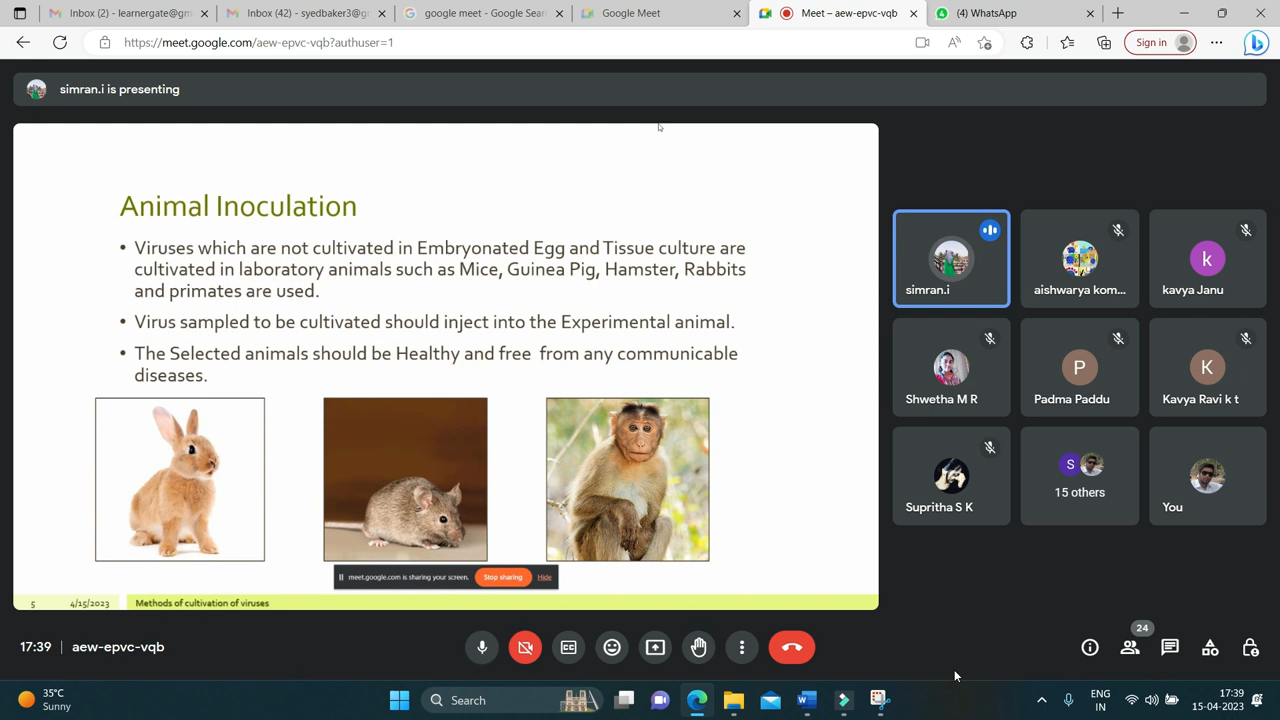 Inbox (2) - learnergate@gm
Inbox (42) - syedbaker3@gm
google meet - Google Sear
Google Meet
Meet – aew-epvc-vqb
(4) WhatsApp
https://meet.google.com/aew-epvc-vqb?authuser=1
Sign in
simran.i is presenting
Animal Inoculation
• Viruses which are not cultivated in Embryonated Egg and Tissue culture are
cultivated in laboratory animals such as Mice, Guinea Pig, Hamster, Rabbits
and primates are used.
• Virus sampled to be cultivated should inject into the Experimental animal.
• The Selected animals should be Healthy and free from any communicable
diseases.
meet.google.com is sharing your screen.
Stop sharing
Hide
5
4/15/2023
Methods of cultivation of viruses
simran.i
aishwarya kom...
k
kavya Janu
Shwetha M R
P
Padma Paddu
K
Kavya Ravi k t
Supritha S K
S
15 others
You
17:39 | aew-epvc-vqb
24
35°C
Sunny
Search
ENG
IN
17:39
15-04-2023